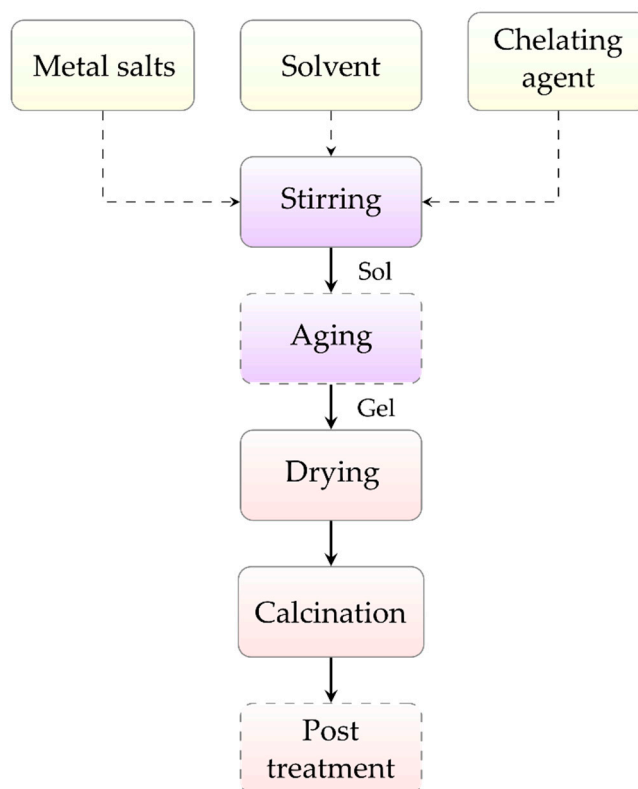 Metal salts
Solvent
Chelating
agent
Stirring
Sol
Aging
Gel
Drying
Calcination
Post
treatment